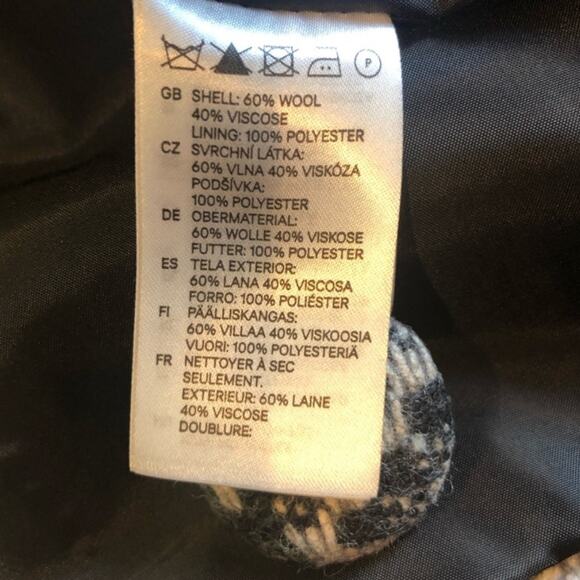 P
GB SHELL: 60% WOOL
40% VISCOSE
LINING: 100% POLYESTER
CZ SVRCHNÍ LÁTKA:
60% VLNA 40% VISKÓZA
PODŠÍVKA:
100% POLYESTER
DE OBERMATERIAL:
60% WOLLE 40% VISKOSE
FUTTER: 100% POLYESTER
ES TELA EXTERIOR:
60% LANA 40% VISCOSA
FORRO: 100% POLIÉSTER
FI PÄÄLLISKANGAS:
60% VILLAA 40% VISKOOSIA
VUORI: 100% POLYESTERIÄ
FR NETTOYER À SEC
SEULEMENT.
EXTERIEUR: 60% LAINE
40% VISCOSE
DOUBLURE: